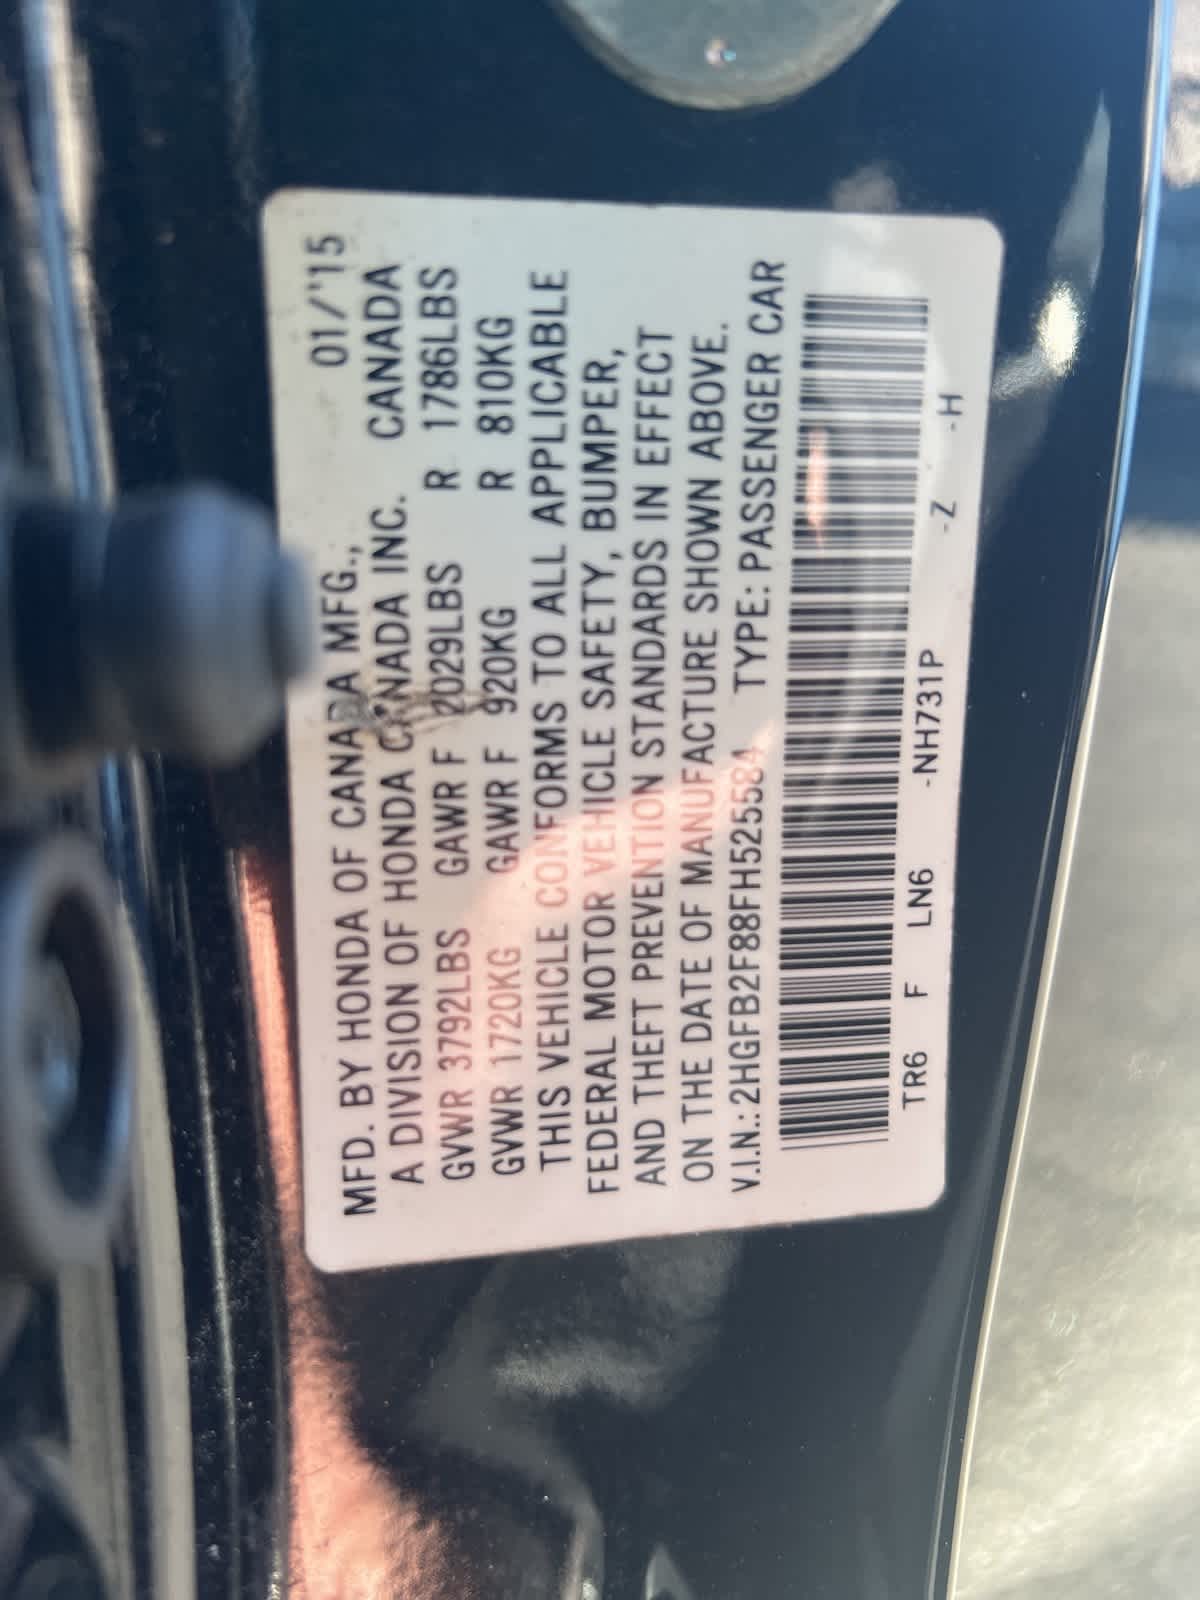 MFD. BY HONDA OF CANADA MFG., 01/'15
A DIVISION OF HONDA CANADA INC. CANADA
GVWR 3792LBS GAWR F 2029LBS R 1786LBS
GVWR 1720KG GAWR F 920KG R 810KG
THIS VEHICLE CONFORMS TO ALL APPLICABLE
FEDERAL MOTOR VEHICLE SAFETY, BUMPER,
AND THEFT PREVENTION STANDARDS IN EFFECT
ON THE DATE OF MANUFACTURE SHOWN ABOVE.
V.I.N.: 2HGFB2F88FH525584 TYPE: PASSENGER CAR
TR6 F LN6 -NH731P -Z -H